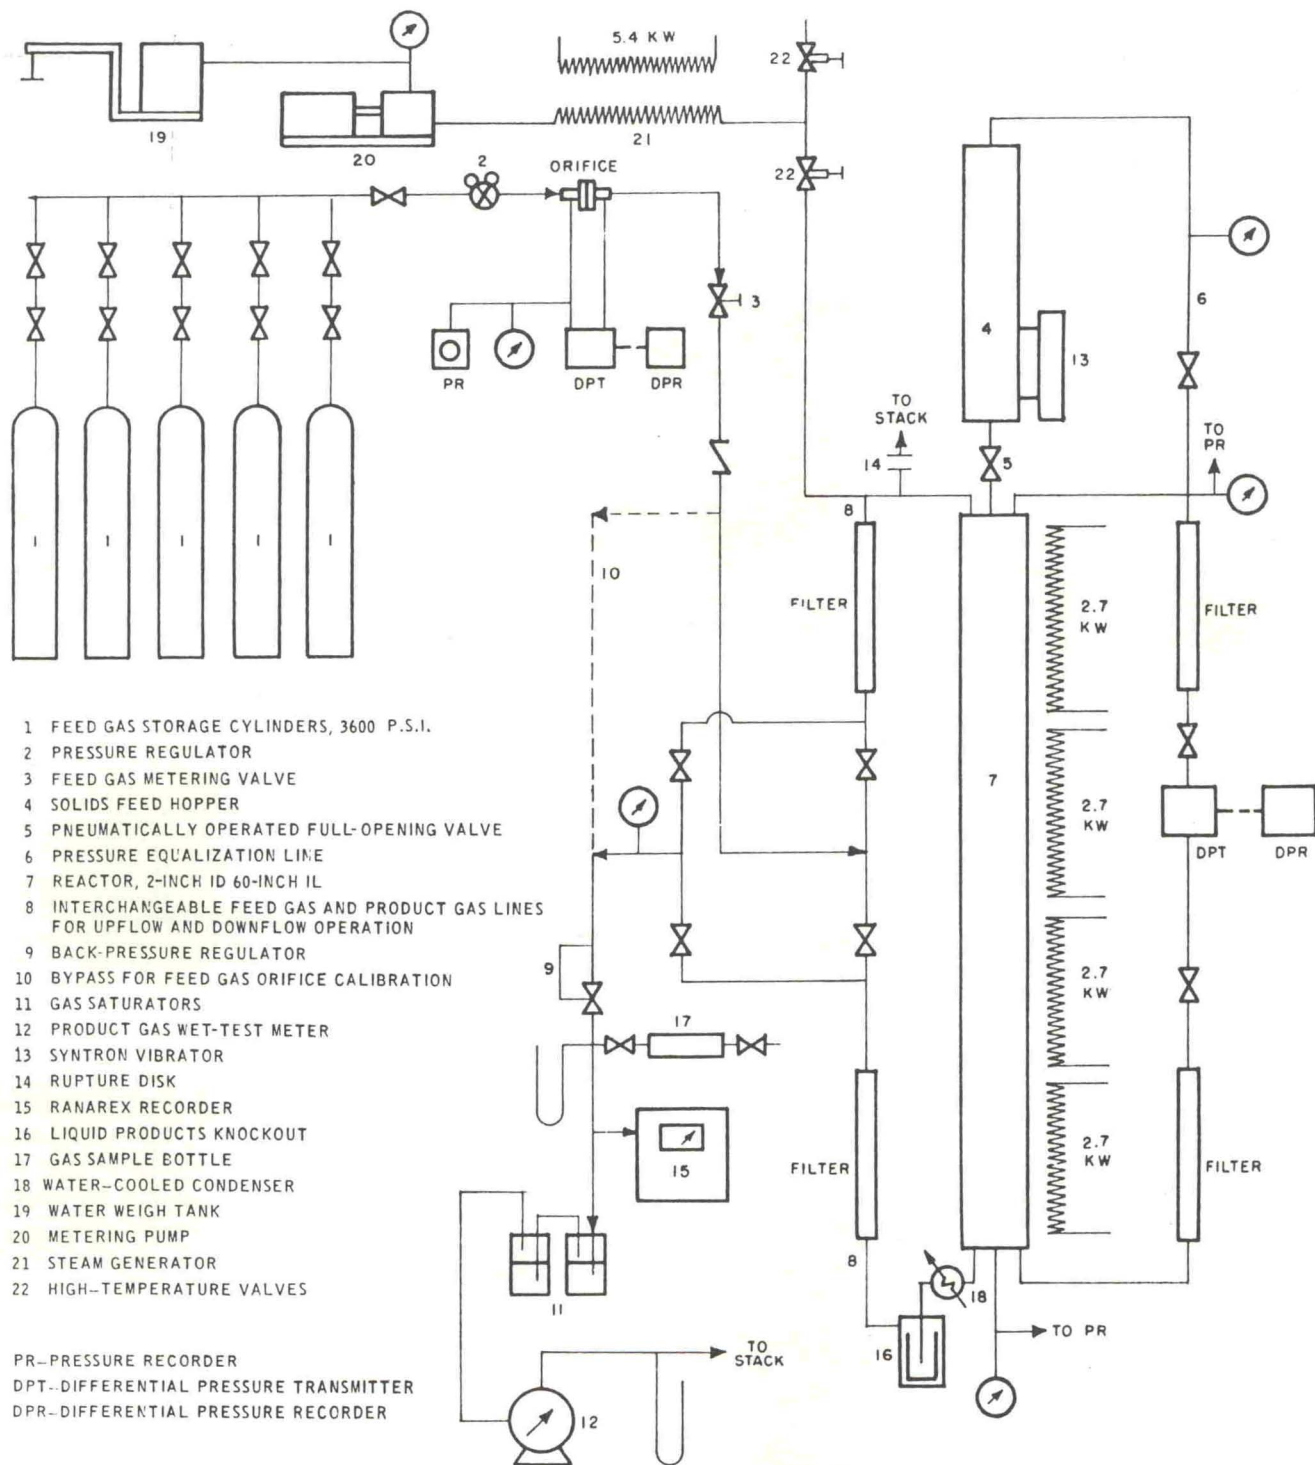 5.4 KW
22
19
20
21
2
ORIFICE
22
3
PR
DPT
DPR
4
13
6
TO
STACK
14
5
TO
PR
8
1
1
1
1
1
10
FILTER
2.7
KW
FILTER
7
2.7
KW
DPT
DPR
2.7
KW
9
17
15
FILTER
2.7
KW
FILTER
8
18
16
TO PR
11
TO
STACK
12
1 FEED GAS STORAGE CYLINDERS, 3600 P.S.I.
2 PRESSURE REGULATOR
3 FEED GAS METERING VALVE
4 SOLIDS FEED HOPPER
5 PNEUMATICALLY OPERATED FULL-OPENING VALVE
6 PRESSURE EQUALIZATION LINE
7 REACTOR, 2-INCH ID 60-INCH IL
8 INTERCHANGEABLE FEED GAS AND PRODUCT GAS LINES
FOR UPFLOW AND DOWNFLOW OPERATION
9 BACK-PRESSURE REGULATOR
10 BYPASS FOR FEED GAS ORIFICE CALIBRATION
11 GAS SATURATORS
12 PRODUCT GAS WET-TEST METER
13 SYNTRON VIBRATOR
14 RUPTURE DISK
15 RANAREX RECORDER
16 LIQUID PRODUCTS KNOCKOUT
17 GAS SAMPLE BOTTLE
18 WATER-COOLED CONDENSER
19 WATER WEIGH TANK
20 METERING PUMP
21 STEAM GENERATOR
22 HIGH-TEMPERATURE VALVES
PR-PRESSURE RECORDER
DPT-DIFFERENTIAL PRESSURE TRANSMITTER
DPR-DIFFERENTIAL PRESSURE RECORDER